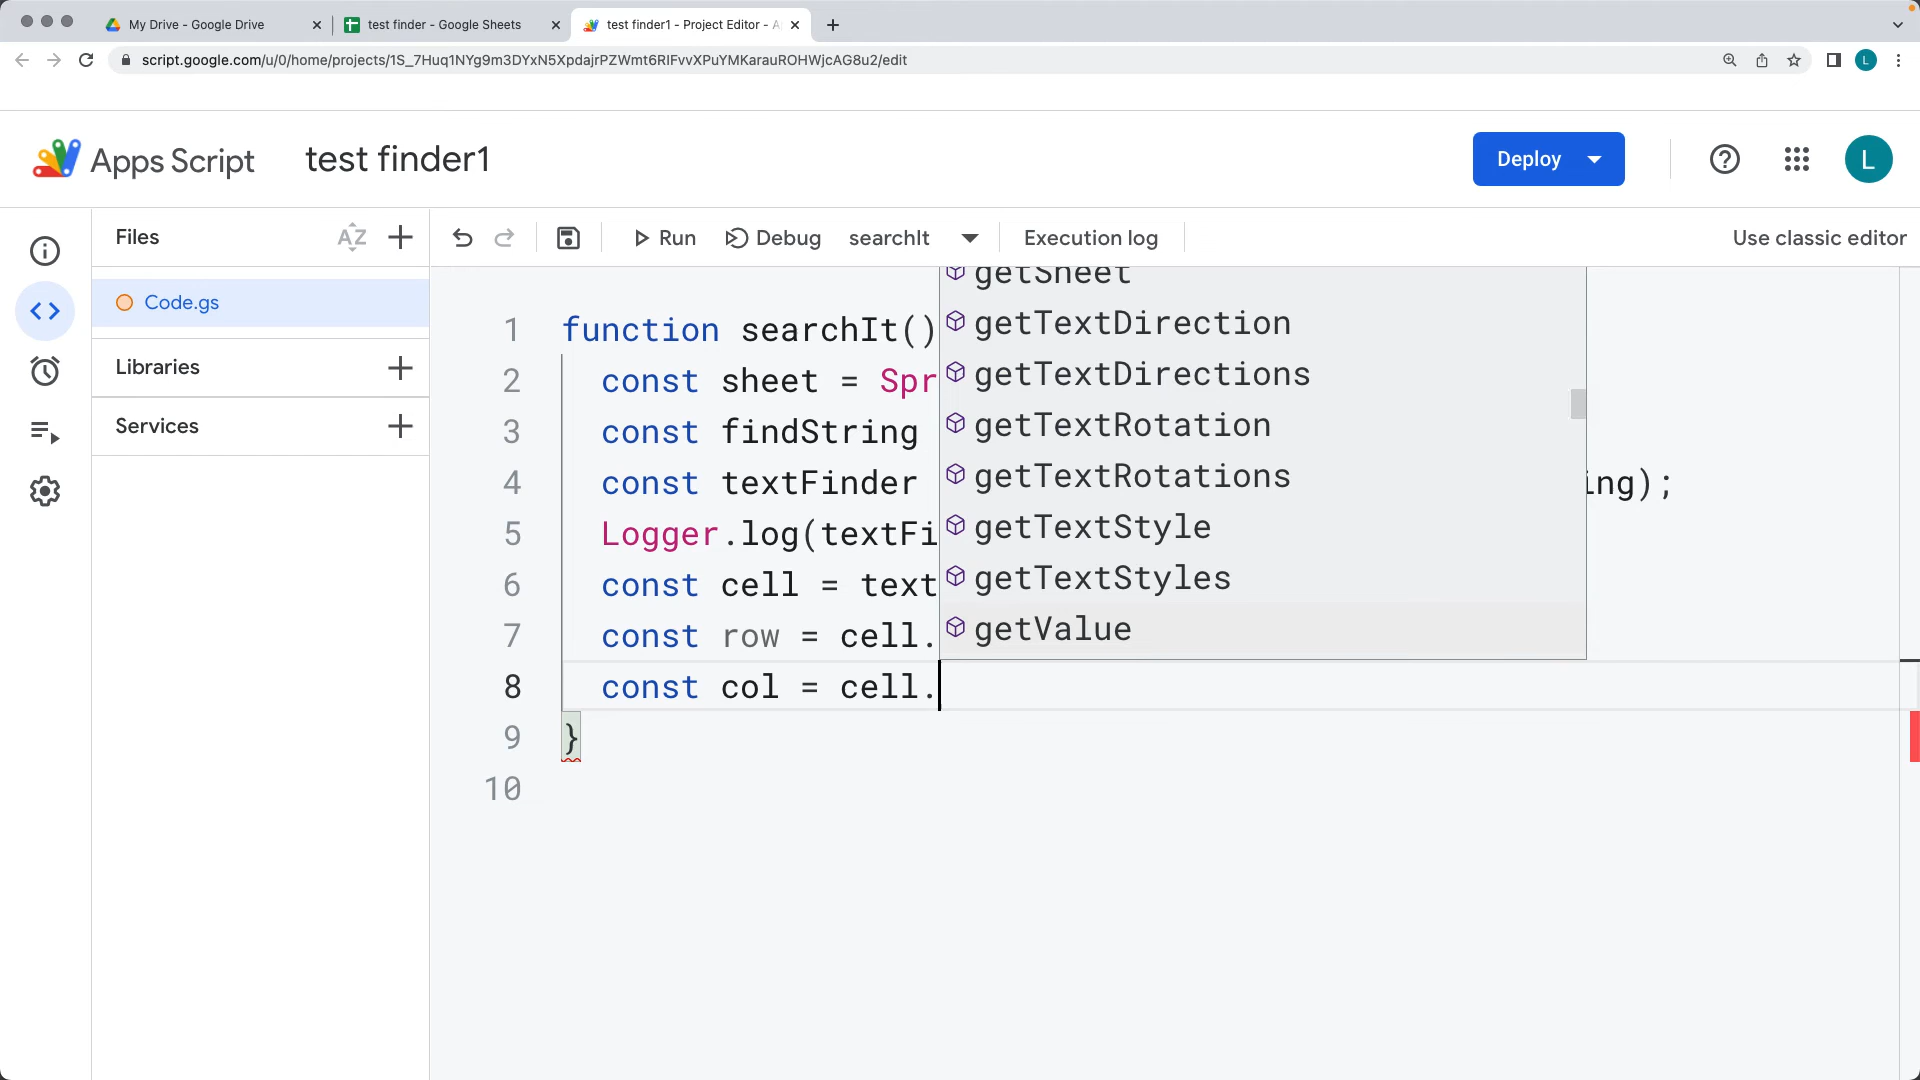 My Drive - Google Drive
test finder - Google Sheets
test finder1 - Project Editor -
script.google.com/u/0/home/projects/1S_7Huq1NYg9m3DYxN5XpdajrPZWmt6RIFvvXPuYMKarauROHWjcAG8u2/edit
L
Apps Script
test finder1
Deploy
L
Files
AZ
Run
Debug
searchIt
Execution log
Use classic editor
Code.gs
Libraries
Services
getSheet
getTextDirection
getTextDirections
getTextRotation
getTextRotations
getTextStyle
getTextStyles
getValue
1 function searchIt()
2 const sheet = Spr
3 const findString
4 const textFinder ing);
5 Logger.log(textFi
6 const cell = text
7 const row = cell.
8 const col = cell.
9 }
10